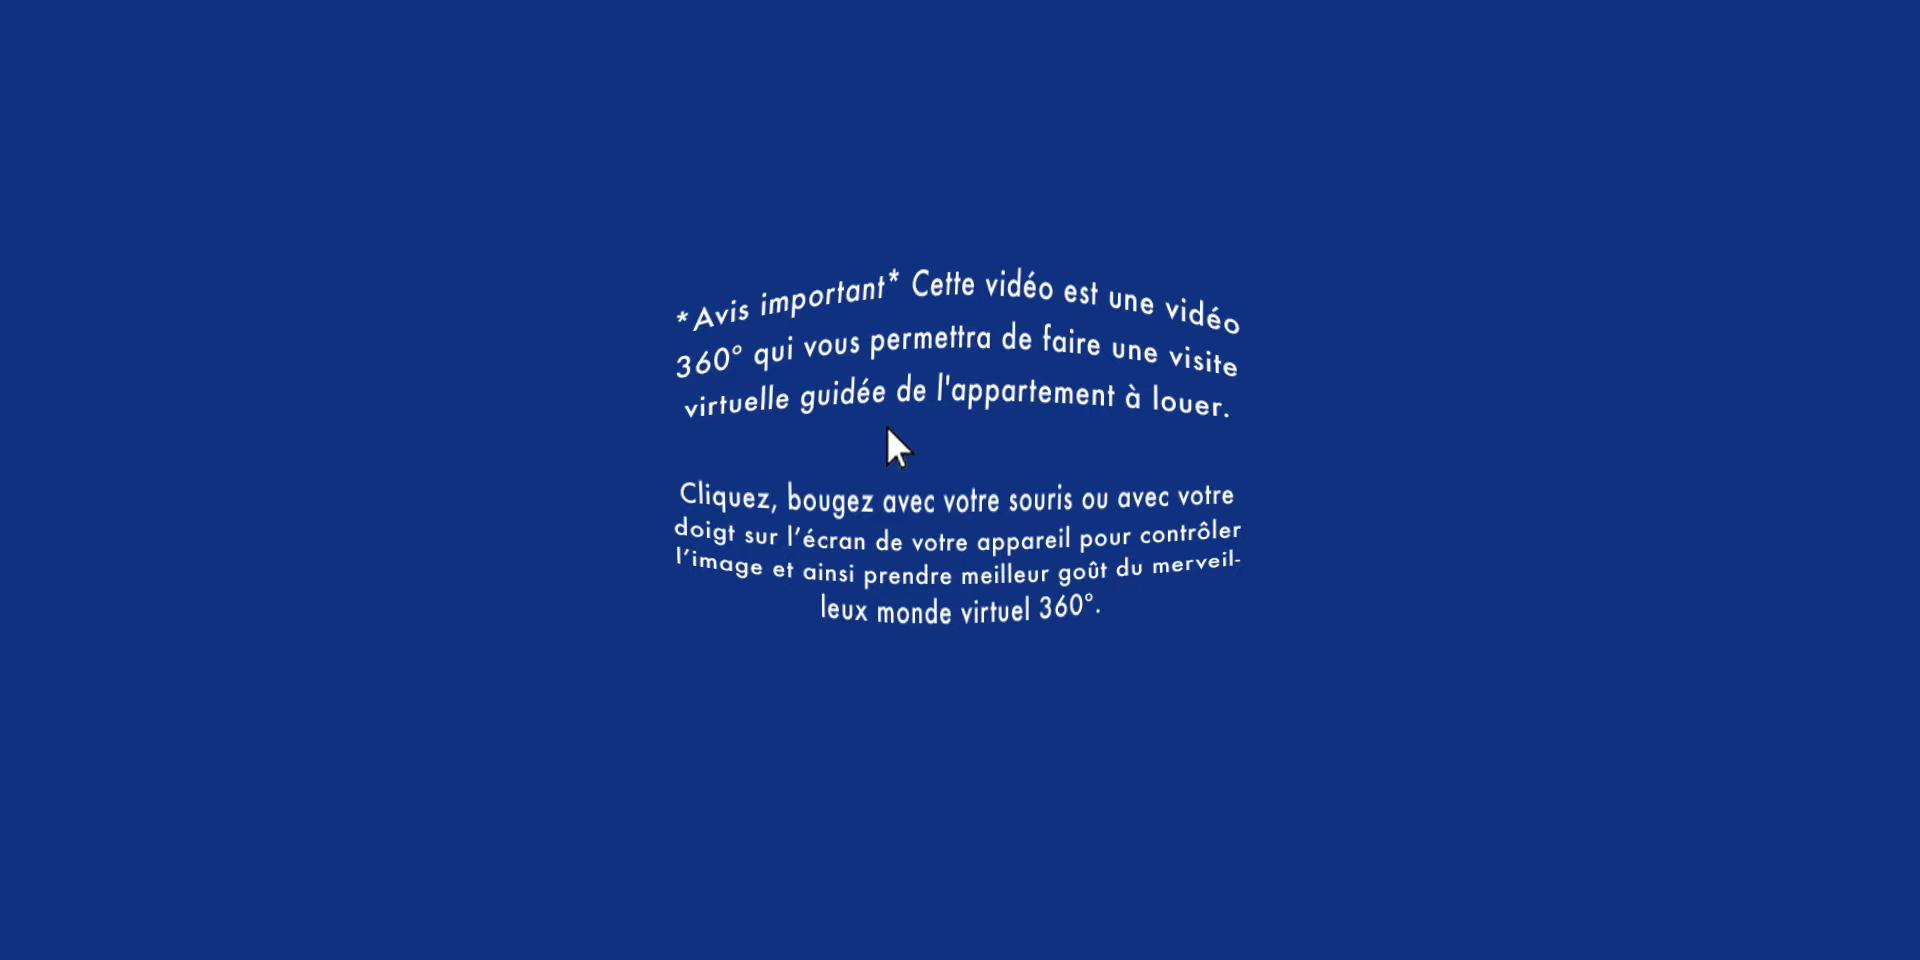 *Avis important* Cette vidéo est une vidéo
360° qui vous permettra de faire une visite
virtuelle guidée de l'appartement à louer.
Cliquez, bougez avec votre souris ou avec votre
doigt sur l’écran de votre appareil pour contrôler
l’image et ainsi prendre meilleur goût du merveil-
leux monde virtuel 360°.